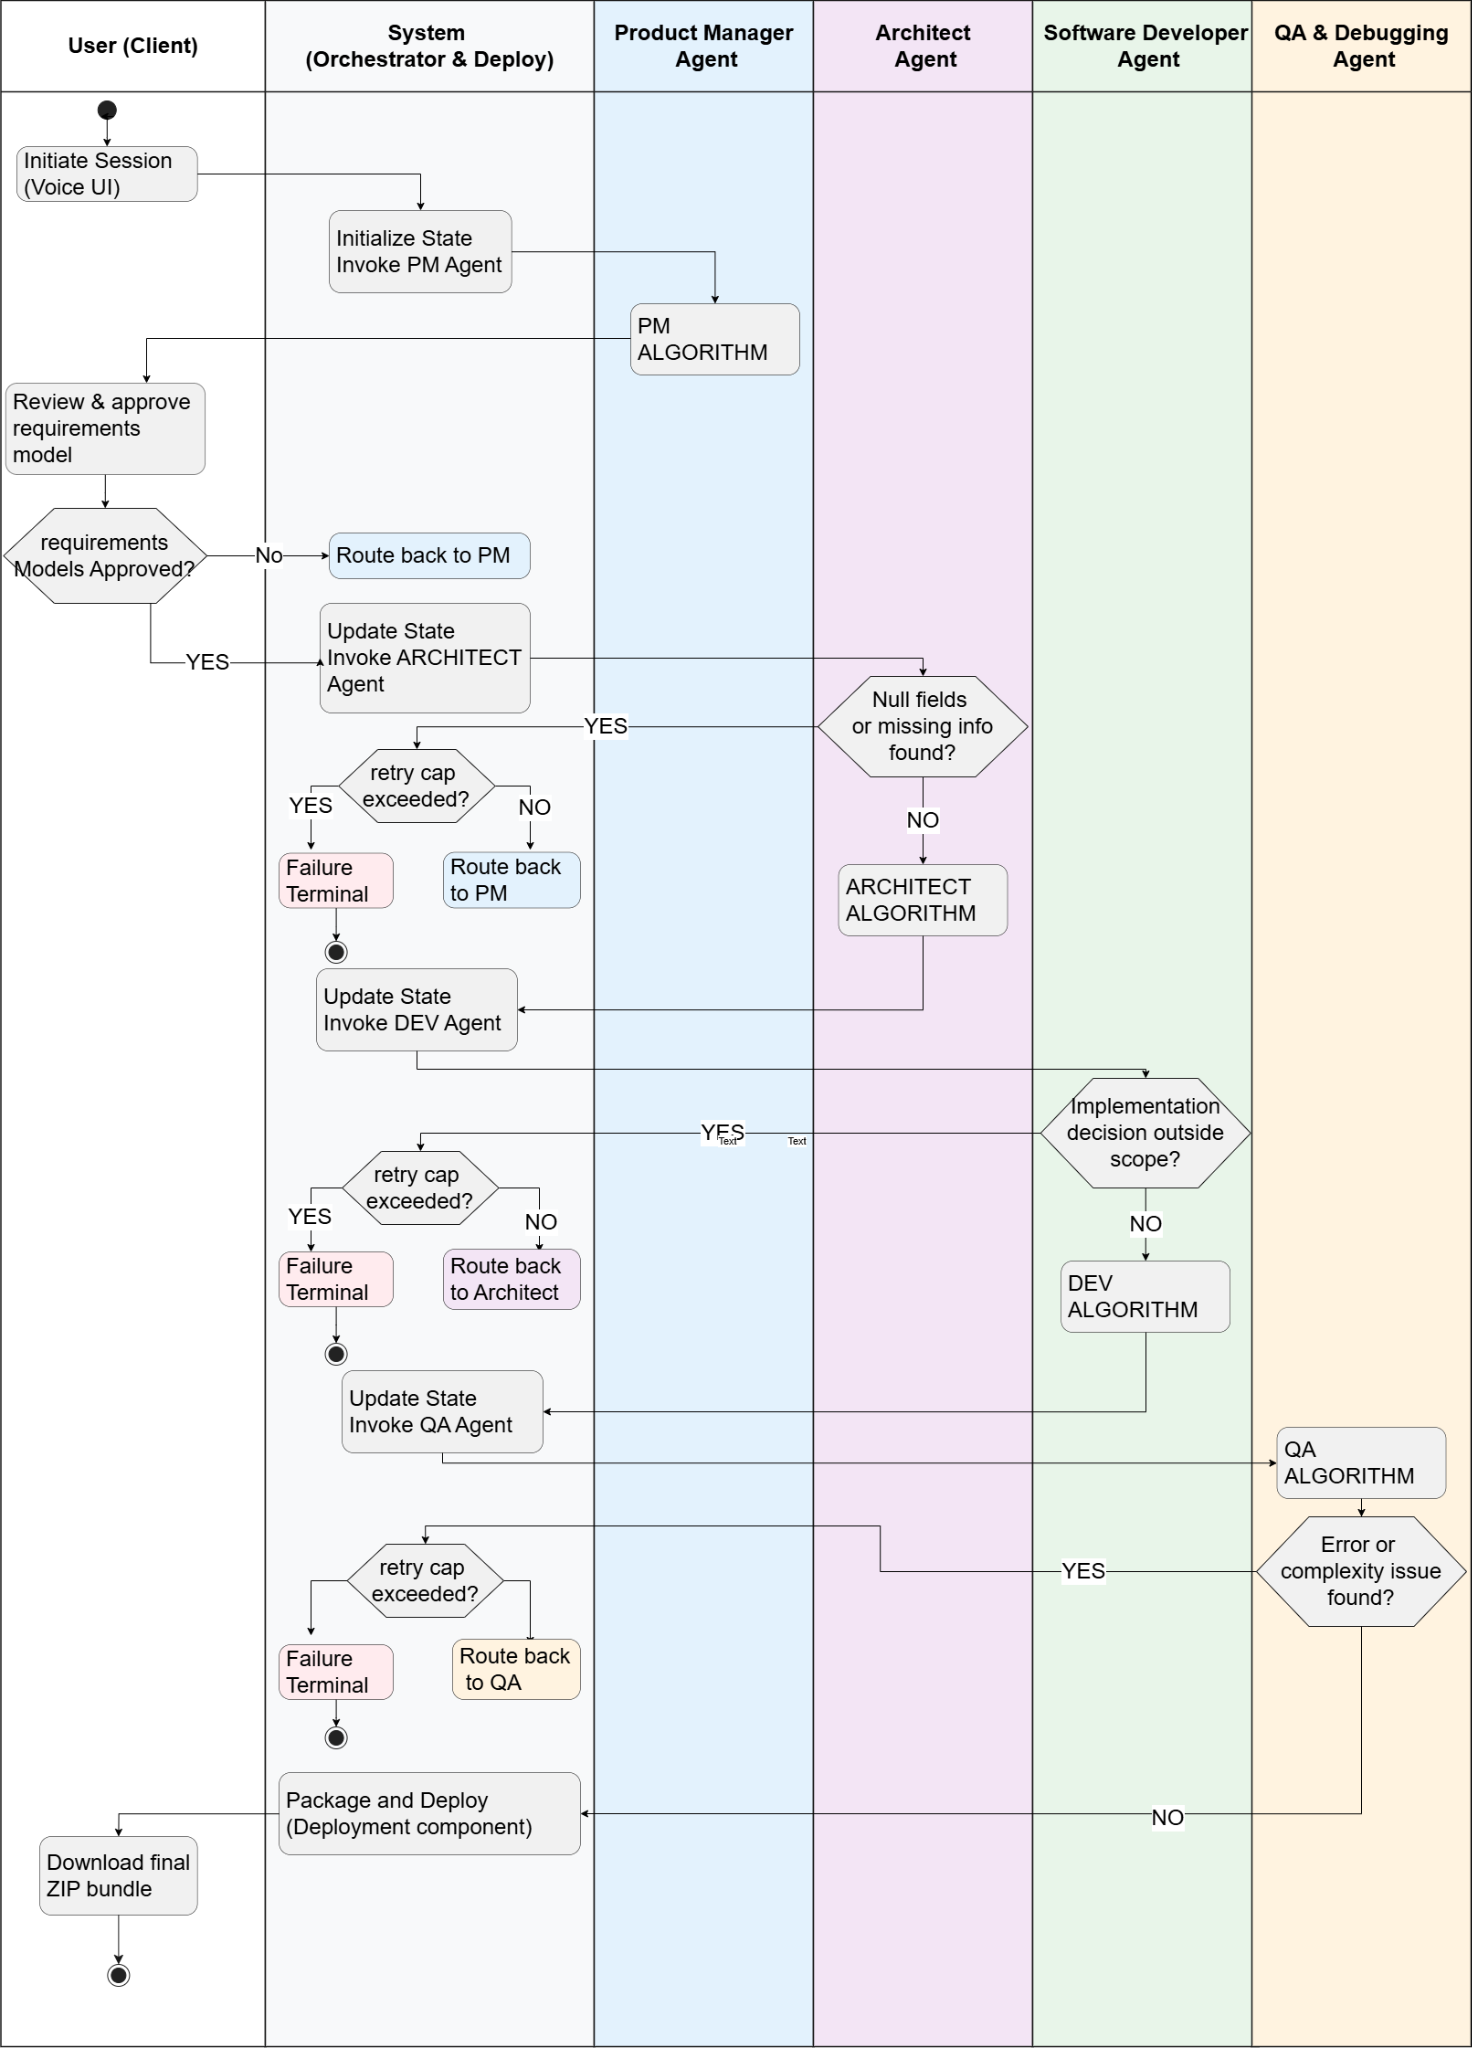 User (Client)
System
(Orchestrator & Deploy)
Product Manager
Agent
Architect
Agent
Software Developer
Agent
QA & Debugging
Agent
Initiate Session
(Voice UI)
Initialize State
Invoke PM Agent
PM
ALGORITHM
Review & approve
requirements
model
requirements
Models Approved?
No
Route back to PM
YES
Update State
Invoke ARCHITECT
Agent
Null fields
or missing info
found?
YES
retry cap
exceeded?
YES
NO
NO
Failure
Terminal
Route back
to PM
ARCHITECT
ALGORITHM
Update State
Invoke DEV Agent
Implementation
decision outside
scope?
YES
Text
Text
retry cap
exceeded?
YES
NO
NO
Failure
Terminal
Route back
to Architect
DEV
ALGORITHM
Update State
Invoke QA Agent
QA
ALGORITHM
Error or
complexity issue
found?
YES
retry cap
exceeded?
Failure
Terminal
Route back
to QA
Package and Deploy
(Deployment component)
NO
Download final
ZIP bundle